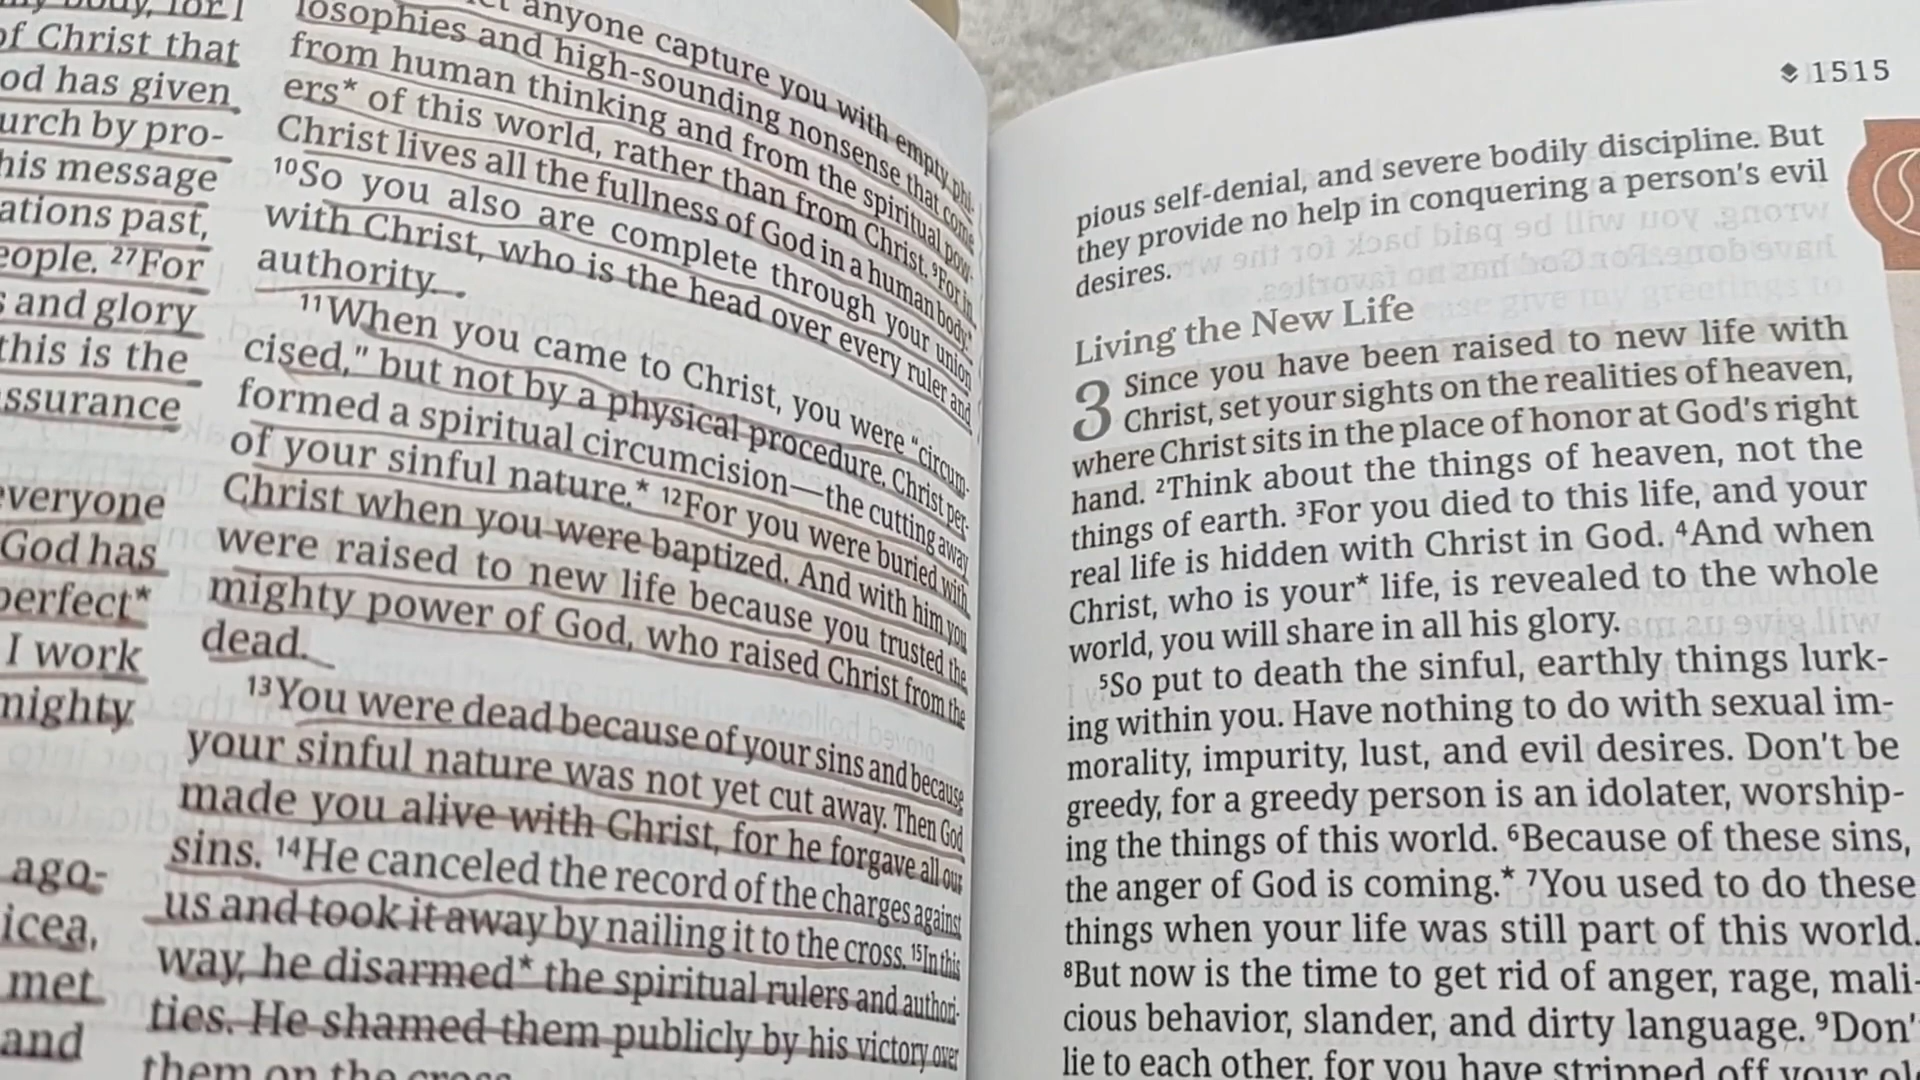 my body, for I
of Christ that
od has given
urch by pro-
his message
ations past,
eople. ²⁷For
s and glory
this is the
ssurance
everyone
God has
perfect*
I work
mighty
ago-
icea,
met
and
anyone capture you with empty phi-
losophies and high-sounding nonsense that come
from human thinking and from the spiritual pow-
ers* of this world, rather than from Christ. ⁹For in
Christ lives all the fullness of God in a human body.*
¹⁰So you also are complete through your union
with Christ, who is the head over every ruler and
authority.
¹¹When you came to Christ, you were “circum-
cised,” but not by a physical procedure. Christ per-
formed a spiritual circumcision—the cutting away
of your sinful nature.* ¹²For you were buried with
Christ when you were baptized. And with him you
were raised to new life because you trusted the
mighty power of God, who raised Christ from the
dead.
¹³You were dead because of your sins and because
your sinful nature was not yet cut away. Then God
made you alive with Christ, for he forgave all our
sins. ¹⁴He canceled the record of the charges against
us and took it away by nailing it to the cross. ¹⁵In this
way, he disarmed* the spiritual rulers and authori-
ties. He shamed them publicly by his victory over
them on the cross.
1515
pious self-denial, and severe bodily discipline. But
they provide no help in conquering a person's evil
desires.
Living the New Life
3 Since you have been raised to new life with
Christ, set your sights on the realities of heaven,
where Christ sits in the place of honor at God's right
hand. ²Think about the things of heaven, not the
things of earth. ³For you died to this life, and your
real life is hidden with Christ in God. ⁴And when
Christ, who is your* life, is revealed to the whole
world, you will share in all his glory.
⁵So put to death the sinful, earthly things lurk-
ing within you. Have nothing to do with sexual im-
morality, impurity, lust, and evil desires. Don't be
greedy, for a greedy person is an idolater, worship-
ing the things of this world. ⁶Because of these sins,
the anger of God is coming.* ⁷You used to do these
things when your life was still part of this world.
⁸But now is the time to get rid of anger, rage, mali-
cious behavior, slander, and dirty language. ⁹Don'
lie to each other, for you have stripped off your ol